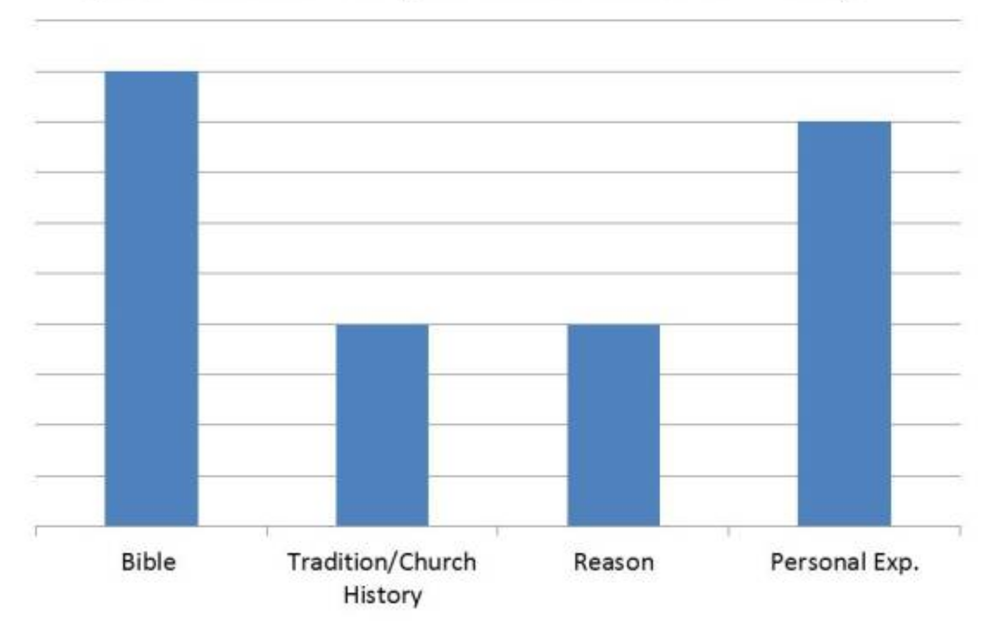 Bible
Tradition/Church
History
Reason
Personal Exp.